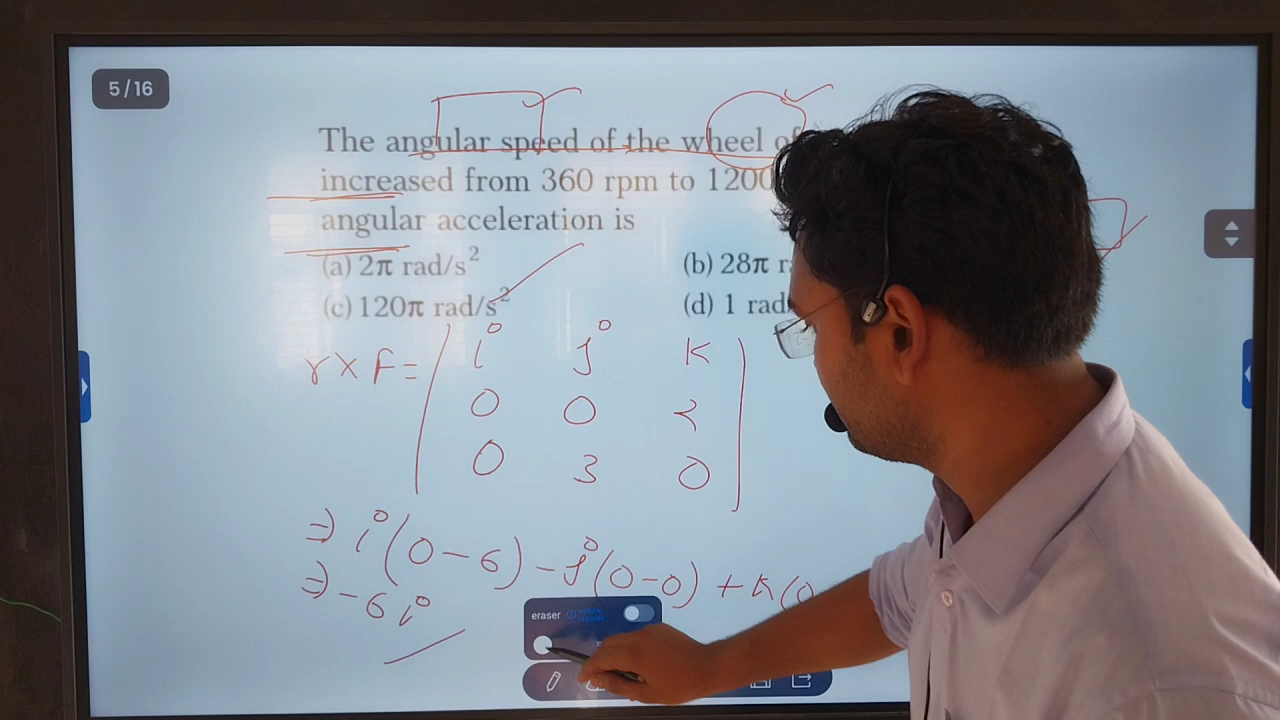 5/16
The angular speed of the wheel of
increased from 360 rpm to 1200
angular acceleration is
(a) 2π rad/s²
(b) 28π r
(c) 120π rad/s²
(d) 1 rad
r × F = | i j k |
0 0 2
0 3 0
⇒ i(0-6) - j(0-0) + k(0
⇒ -6i
eraser